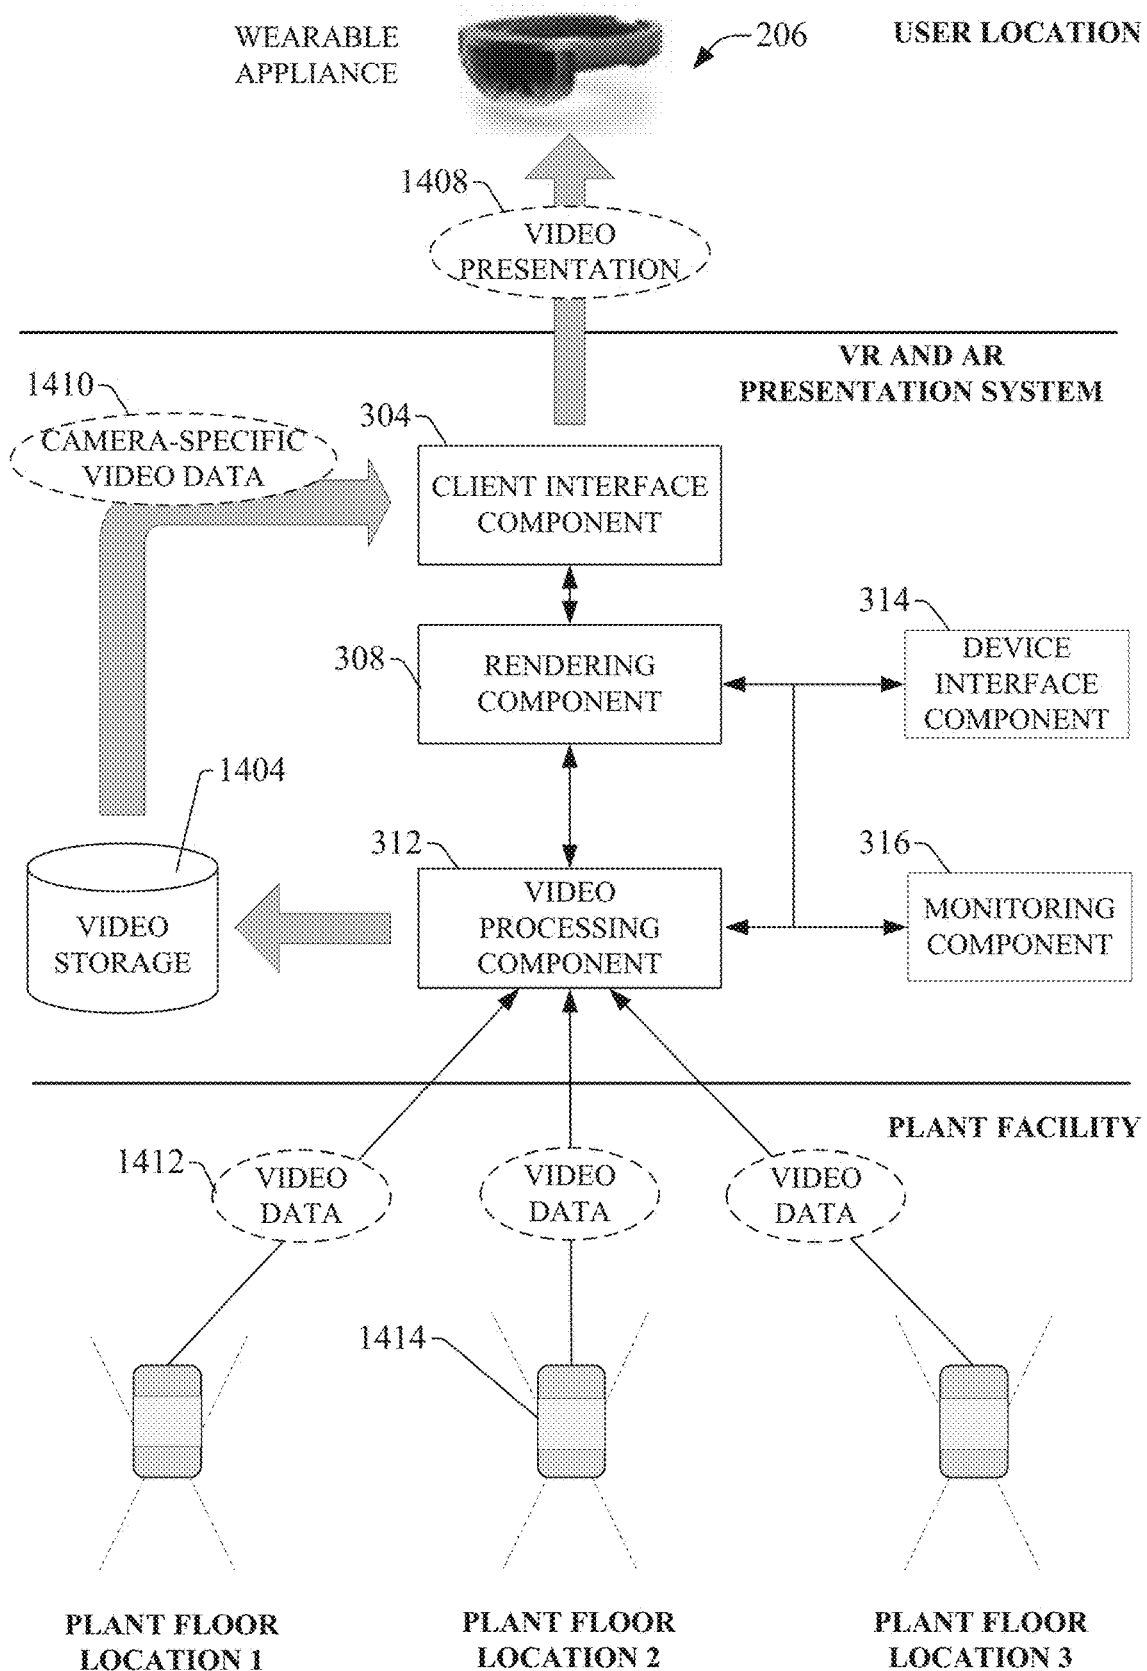 WEARABLE
APPLIANCE
206
USER LOCATION
1408
VIDEO
PRESENTATION
VR AND AR
PRESENTATION SYSTEM
1410
CAMERA-SPECIFIC
VIDEO DATA
304
CLIENT INTERFACE
COMPONENT
308
RENDERING
COMPONENT
314
DEVICE
INTERFACE
COMPONENT
1404
VIDEO
STORAGE
312
VIDEO
PROCESSING
COMPONENT
316
MONITORING
COMPONENT
PLANT FACILITY
1412
VIDEO
DATA
VIDEO
DATA
VIDEO
DATA
1414
PLANT FLOOR
LOCATION 1
PLANT FLOOR
LOCATION 2
PLANT FLOOR
LOCATION 3